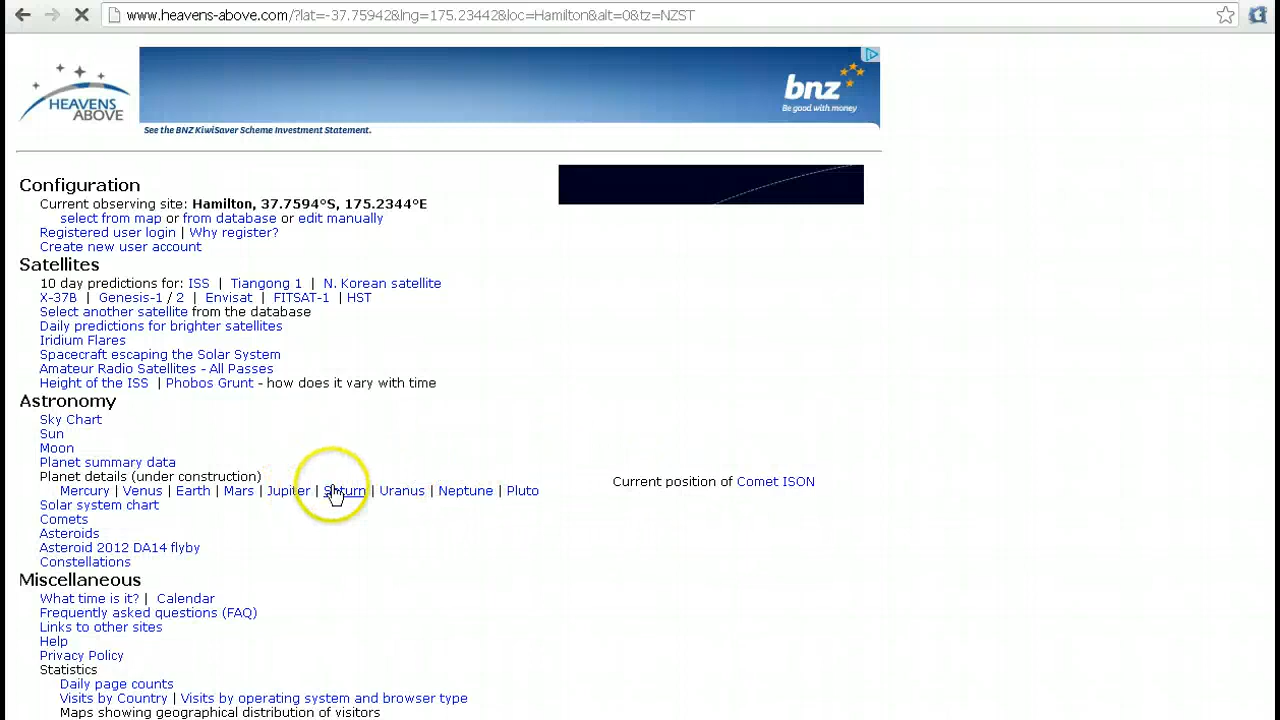 www.heavens-above.com/?lat=-37.75942&lng=175.23442&loc=Hamilton&alt=0&tz=NZST
HEAVENS
ABOVE
bnz
Be good with money
See the BNZ KiwiSaver Scheme Investment Statement.
Configuration
Current observing site: Hamilton, 37.7594°S, 175.2344°E
select from map or from database or edit manually
Registered user login | Why register?
Create new user account
Satellites
10 day predictions for: ISS | Tiangong 1 | N. Korean satellite
X-37B | Genesis-1 / 2 | Envisat | FITSAT-1 | HST
Select another satellite from the database
Daily predictions for brighter satellites
Iridium Flares
Spacecraft escaping the Solar System
Amateur Radio Satellites - All Passes
Height of the ISS | Phobos Grunt - how does it vary with time
Astronomy
Sky Chart
Sun
Moon
Planet summary data
Planet details (under construction)
Mercury | Venus | Earth | Mars | Jupiter | Saturn | Uranus | Neptune | Pluto
Current position of Comet ISON
Solar system chart
Comets
Asteroids
Asteroid 2012 DA14 flyby
Constellations
Miscellaneous
What time is it? | Calendar
Frequently asked questions (FAQ)
Links to other sites
Help
Privacy Policy
Statistics
Daily page counts
Visits by Country | Visits by operating system and browser type
Maps showing geographical distribution of visitors